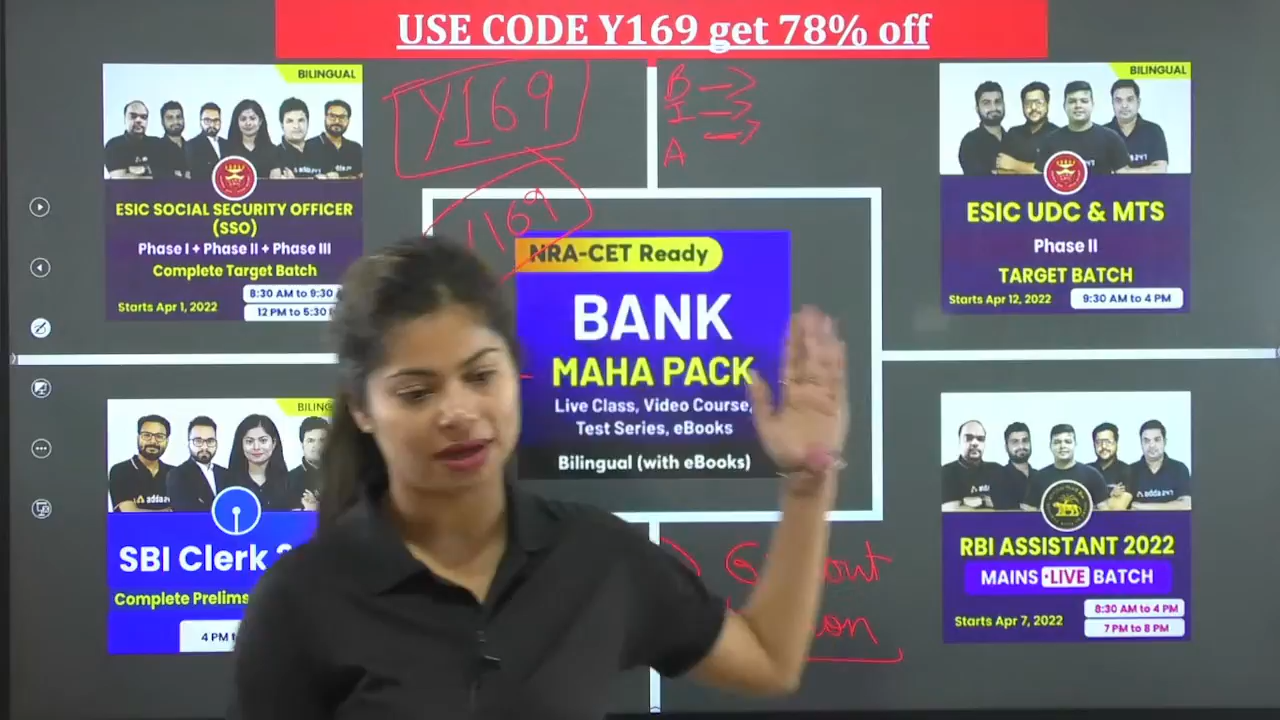 USE CODE Y169 get 78% off
BILINGUAL
adda247
ESIC SOCIAL SECURITY OFFICER
(SSO)
Phase I + Phase II + Phase III
Complete Target Batch
Starts Apr 1, 2022
8:30 AM to 9:30
12 PM to 5:30
Y169
B →
I →
A →
BILINGUAL
ESIC UDC & MTS
Phase II
TARGET BATCH
Starts Apr 12, 2022
9:30 AM to 4 PM
NRA-CET Ready
BANK
MAHA PACK
Live Class, Video Course,
Test Series, eBooks
Bilingual (with eBooks)
adda247
SBI Clerk
Complete Prelims
4 PM
adda247
RBI ASSISTANT 2022
MAINS LIVE BATCH
Starts Apr 7, 2022
8:30 AM to 4 PM
7 PM to 8 PM